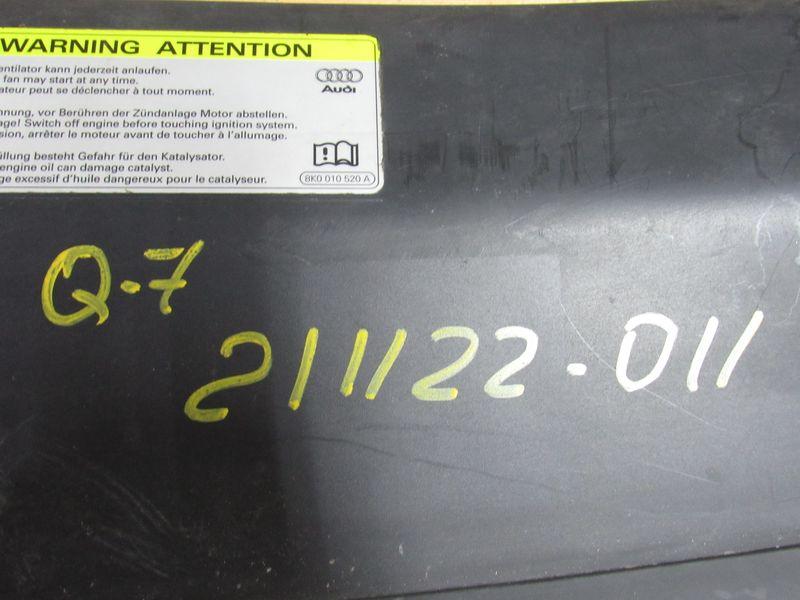 WARNING ATTENTION
entilator kann jederzeit anlaufen.
fan may start at any time.
ateur peut se déclencher à tout moment.
Audi
nnung, vor Berühren der Zündanlage Motor abstellen.
age! Switch off engine before touching ignition system.
sion, arrêter le moteur avant de toucher à l'allumage.
üllung besteht Gefahr für den Katalysator.
engine oil can damage catalyst.
ge excessif d'huile dangereux pour le catalyseur.
8K0 010 520 A
Q-7
211122-011